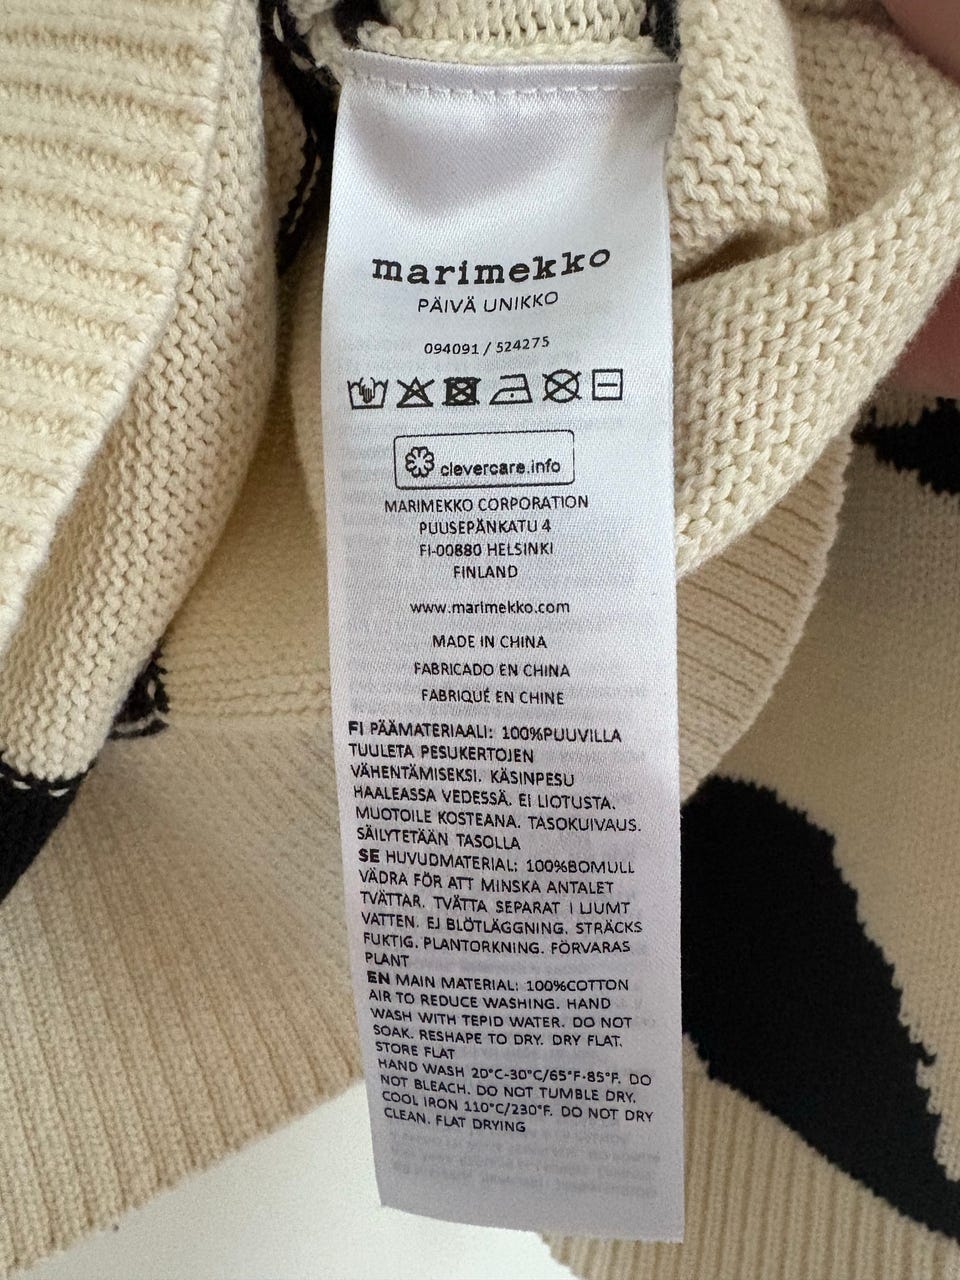 marimekko
PÄIVÄ UNIKKO
094091 / 524275
clevercare.info
MARIMEKKO CORPORATION
PUUSEPÄNKATU 4
FI-00880 HELSINKI
FINLAND
www.marimekko.com
MADE IN CHINA
FABRICADO EN CHINA
FABRIQUÉ EN CHINE
FI PÄÄMATERIAALI: 100%PUUVILLA
TUULETA PESUKERTOJEN
VÄHENTÄMISEKSI. KÄSINPESU
HAALEASSA VEDESSÄ. EI LIOTUSTA.
MUOTOILE KOSTEANA. TASOKUIVAUS.
SÄILYTETÄÄN TASOLLA
SE HUVUDMATERIAL: 100%BOMULL
VÄDRA FÖR ATT MINSKA ANTALET
TVÄTTAR. TVÄTTA SEPARAT I LJUMT
VATTEN. EJ BLÖTLÄGGNING. STRÄCKS
FUKTIG. PLANTORKNING. FÖRVARAS
PLANT
EN MAIN MATERIAL: 100%COTTON
AIR TO REDUCE WASHING. HAND
WASH WITH TEPID WATER. DO NOT
SOAK. RESHAPE TO DRY. DRY FLAT.
STORE FLAT
HAND WASH 20°C-30°C/65°F-85°F. DO
NOT BLEACH. DO NOT TUMBLE DRY.
COOL IRON 110°C/230°F. DO NOT DRY
CLEAN. FLAT DRYING